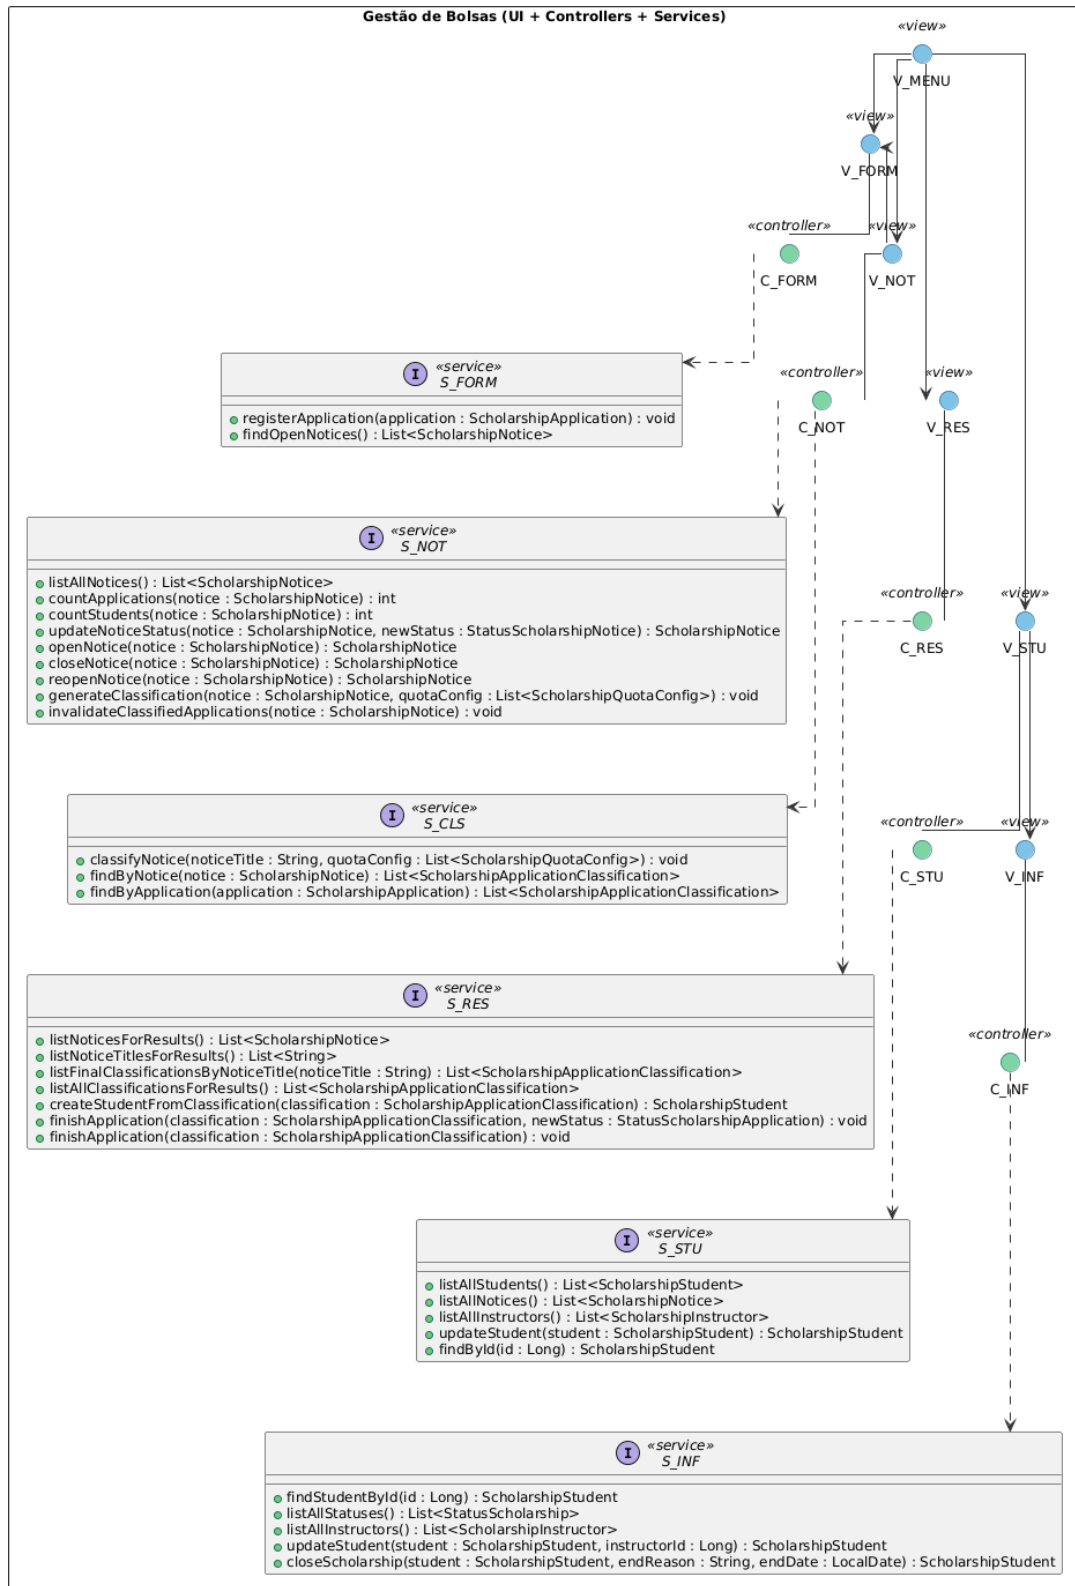 Gestão de Bolsas (UI + Controllers + Services)
«view»
V_MENU
«view»
V_FORM
«controller»
«view»
C_FORM
V_NOT
«service»
S_FORM
registerApplication(application : ScholarshipApplication) : void
findOpenNotices() : List<ScholarshipNotice>
«controller»
«view»
C_NOT
V_RES
«service»
S_NOT
listAllNotices() : List<ScholarshipNotice>
countApplications(notice : ScholarshipNotice) : int
countStudents(notice : ScholarshipNotice) : int
updateNoticeStatus(notice : ScholarshipNotice, newStatus : StatusScholarshipNotice) : ScholarshipNotice
openNotice(notice : ScholarshipNotice) : ScholarshipNotice
closeNotice(notice : ScholarshipNotice) : ScholarshipNotice
reopenNotice(notice : ScholarshipNotice) : ScholarshipNotice
generateClassification(notice : ScholarshipNotice, quotaConfig : List<ScholarshipQuotaConfig>) : void
invalidateClassifiedApplications(notice : ScholarshipNotice) : void
«controller»
«view»
C_RES
V_STU
«service»
S_CLS
classifyNotice(noticeTitle : String, quotaConfig : List<ScholarshipQuotaConfig>) : void
findByNotice(notice : ScholarshipNotice) : List<ScholarshipApplicationClassification>
findByApplication(application : ScholarshipApplication) : List<ScholarshipApplicationClassification>
«controller»
«view»
C_STU
V_INF
«service»
S_RES
listNoticesForResults() : List<ScholarshipNotice>
listNoticeTitlesForResults() : List<String>
listFinalClassificationsByNoticeTitle(noticeTitle : String) : List<ScholarshipApplicationClassification>
listAllClassificationsForResults() : List<ScholarshipApplicationClassification>
createStudentFromClassification(classification : ScholarshipApplicationClassification) : ScholarshipStudent
finishApplication(classification : ScholarshipApplicationClassification, newStatus : StatusScholarshipApplication) : void
finishApplication(classification : ScholarshipApplicationClassification) : void
«controller»
C_INF
«service»
S_STU
listAllStudents() : List<ScholarshipStudent>
listAllNotices() : List<ScholarshipNotice>
listAllInstructors() : List<ScholarshipInstructor>
updateStudent(student : ScholarshipStudent) : ScholarshipStudent
findById(id : Long) : ScholarshipStudent
«service»
S_INF
findStudentById(id : Long) : ScholarshipStudent
listAllStatuses() : List<StatusScholarship>
listAllInstructors() : List<ScholarshipInstructor>
updateStudent(student : ScholarshipStudent, instructorId : Long) : ScholarshipStudent
closeScholarship(student : ScholarshipStudent, endReason : String, endDate : LocalDate) : ScholarshipStudent